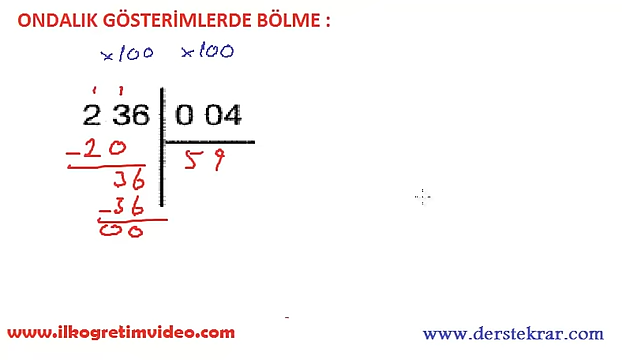 ONDALIK GÖSTERİMLERDE BÖLME :
x100 x100
2 36 0 04
-20 59
36
-36
00
www.ilkogretimvideo.com www.derstekrar.com